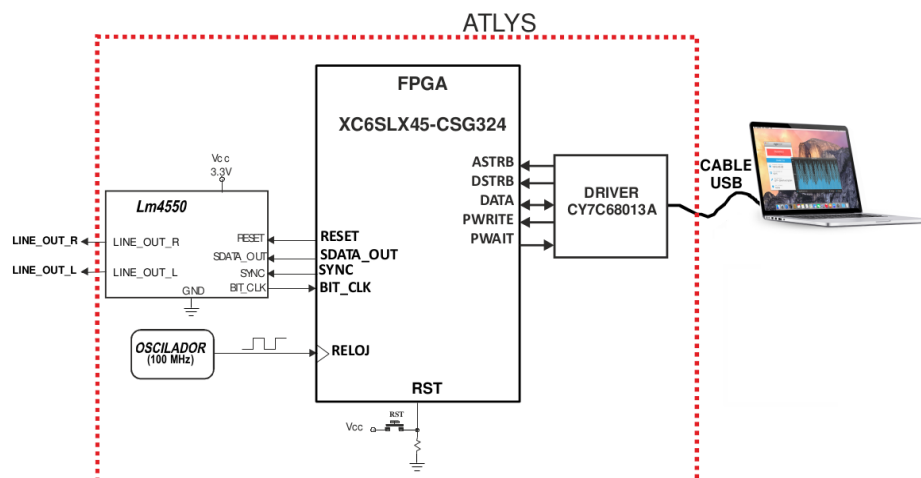 ATLYS
FPGA
XC6SLX45-CSG324
Vcc
3.3V
Lm4550
LINE_OUT_R
LINE_OUT_R
LINE_OUT_L
LINE_OUT_L
RESET
SDATA_OUT
SYNC
BIT_CLK
GND
RESET
SDATA_OUT
SYNC
BIT_CLK
OSCILADOR
(100 MHz)
RELOJ
RST
RST
Vcc
ASTRB
DSTRB
DATA
PWRITE
PWAIT
DRIVER
CY7C68013A
CABLE
USB